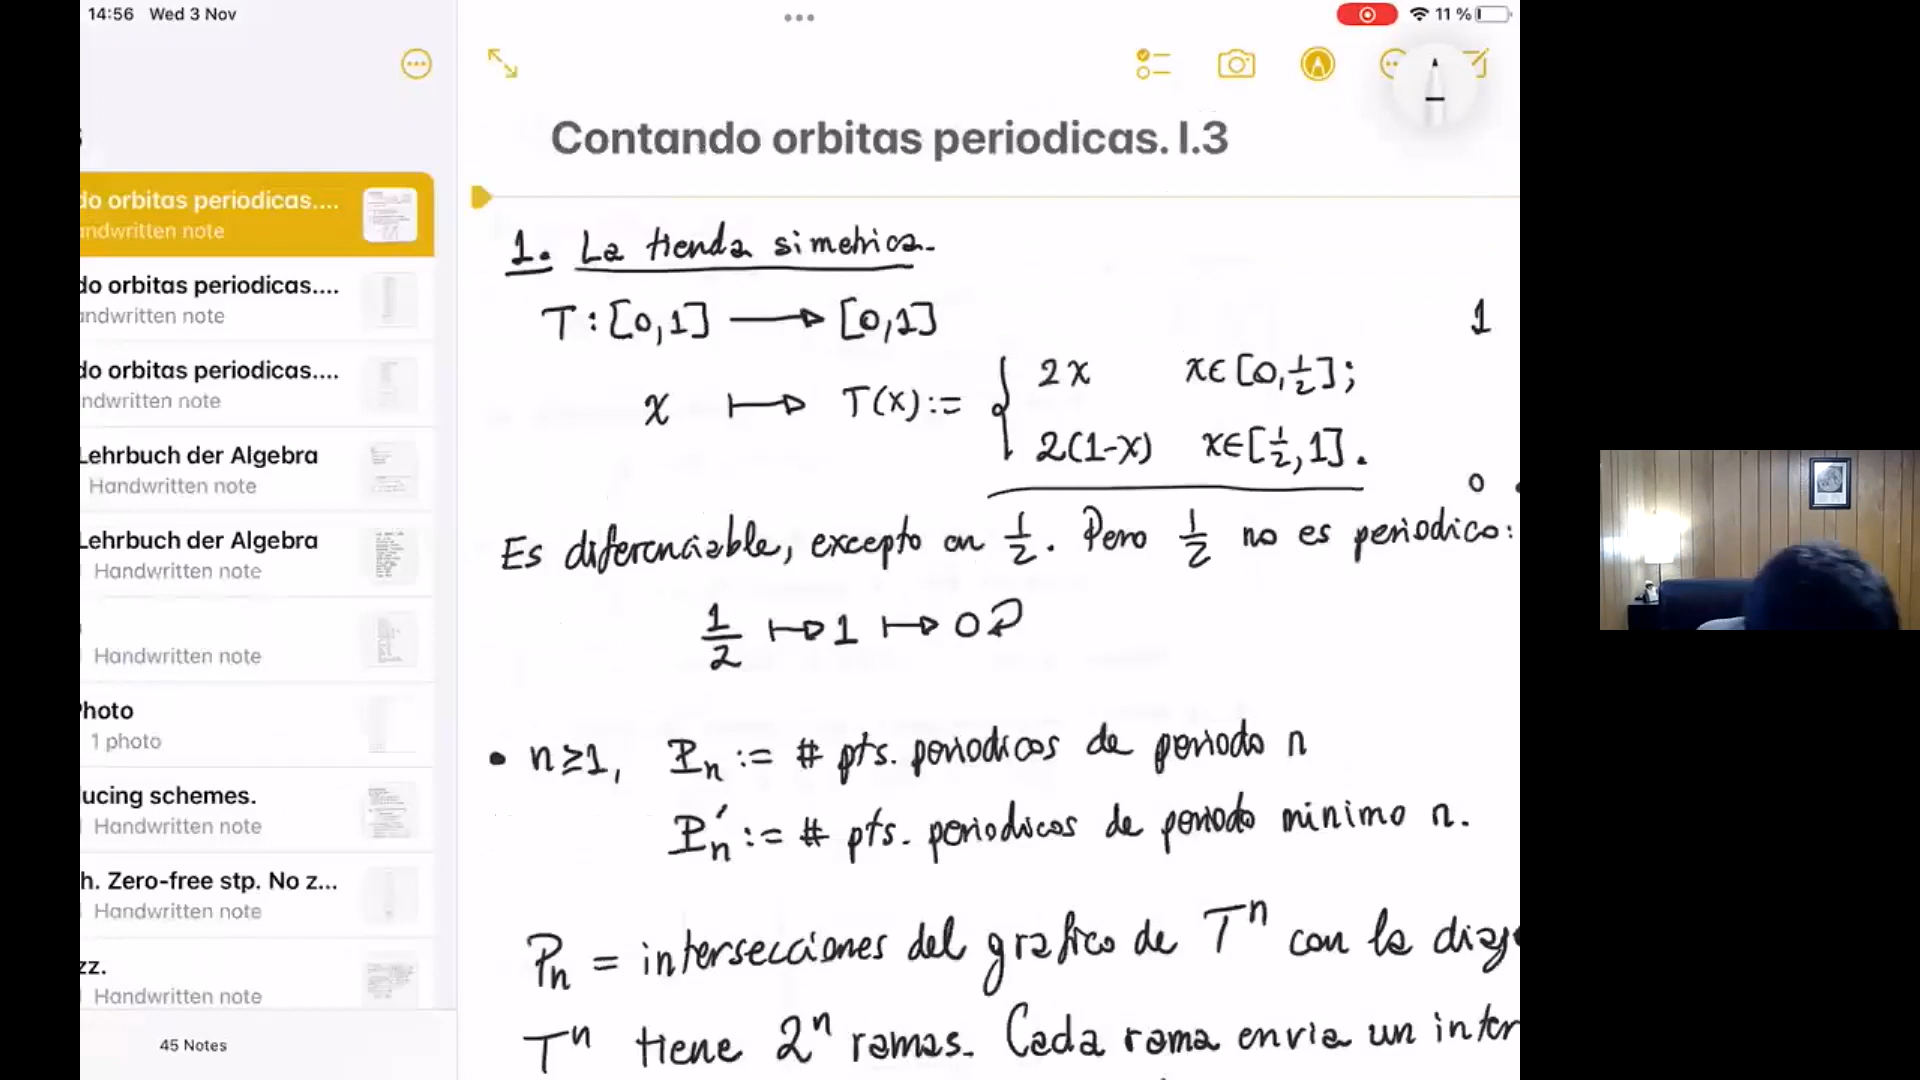 14:56 Wed 3 Nov
11 %
do orbitas periodicas....
andwritten note
do orbitas periodicas....
andwritten note
do orbitas periodicas....
ndwritten note
Lehrbuch der Algebra
Handwritten note
Lehrbuch der Algebra
Handwritten note
Handwritten note
Photo
1 photo
ucing schemes.
Handwritten note
h. Zero-free stp. No z...
Handwritten note
zz.
Handwritten note
45 Notes
Contando orbitas periodicas. I.3
1. La tienda simetrica.
T : [0,1] → [0,1]
1
x ↦ T(x) := { 2x x∈[0,1/2];
2(1-x) x∈[1/2,1].
0
Es diferenciable, excepto en 1/2. Pero 1/2 no es periodico:
1/2 ↦ 1 ↦ 0 ↺
• n≥1, Pn := # pts. periodicos de periodo n
P'n := # pts. periodicos de periodo minimo n.
Pn = intersecciones del grafico de Tⁿ con la diag
Tⁿ tiene 2ⁿ ramas. Cada rama envia un inter